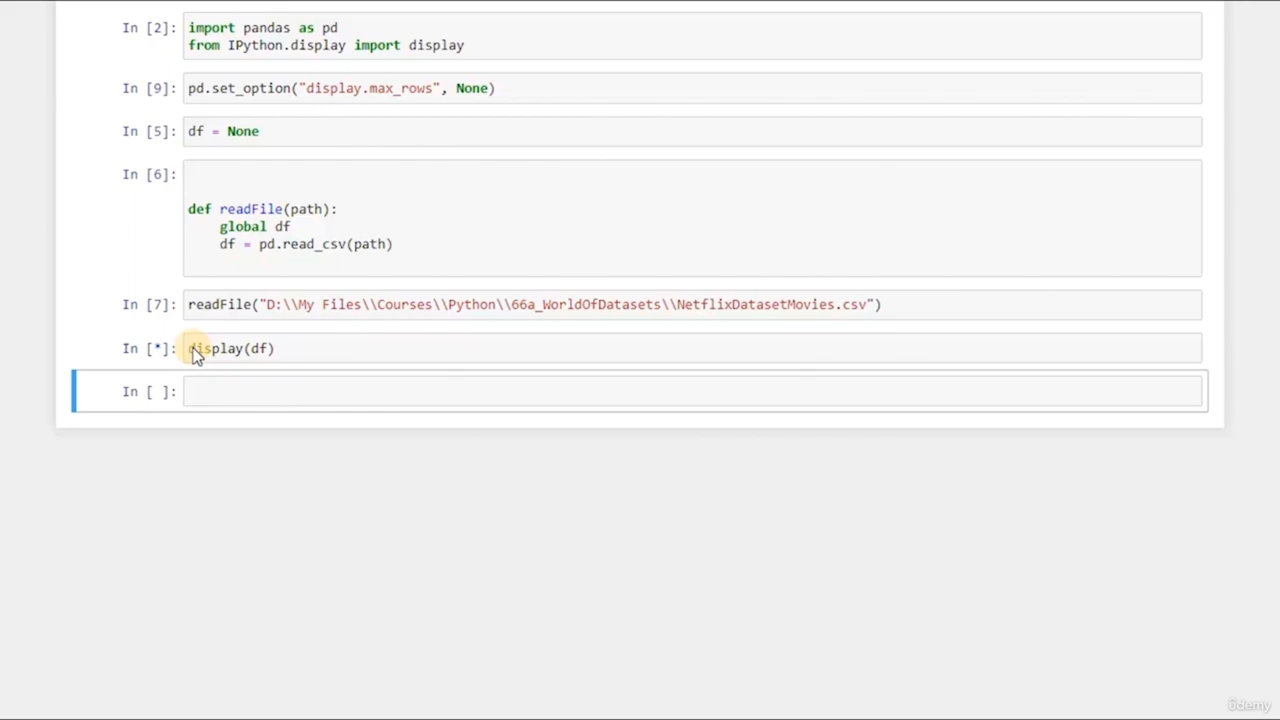 In [2]: import pandas as pd
from IPython.display import display
In [9]: pd.set_option("display.max_rows", None)
In [5]: df = None
In [6]:
def readFile(path):
global df
df = pd.read_csv(path)
In [7]: readFile("D:\\My Files\\Courses\\Python\\66a_WorldOfDatasets\\NetflixDatasetMovies.csv")
In [*]: display(df)
In [ ]:
ûdemy